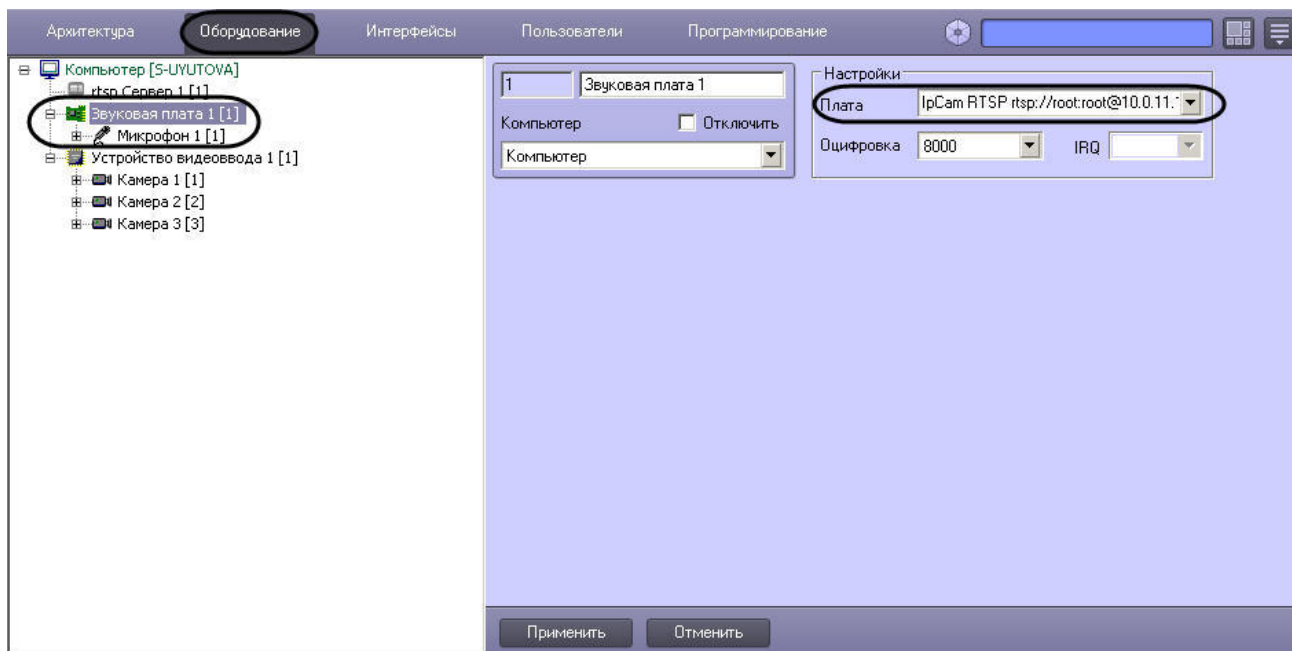 Архитектура Оборудование Интерфейсы Пользователи Программирование
Компьютер [S-UYUTOVA]
rtsp Сервер 1 [1]
Звуковая плата 1 [1]
Микрофон 1 [1]
Устройство видеоввода 1 [1]
Камера 1 [1]
Камера 2 [2]
Камера 3 [3]
1 Звуковая плата 1
Компьютер Отключить
Компьютер
Настройки
Плата IpCam RTSP rtsp://root:root@10.0.11.
Оцифровка 8000 IRQ
Применить Отменить